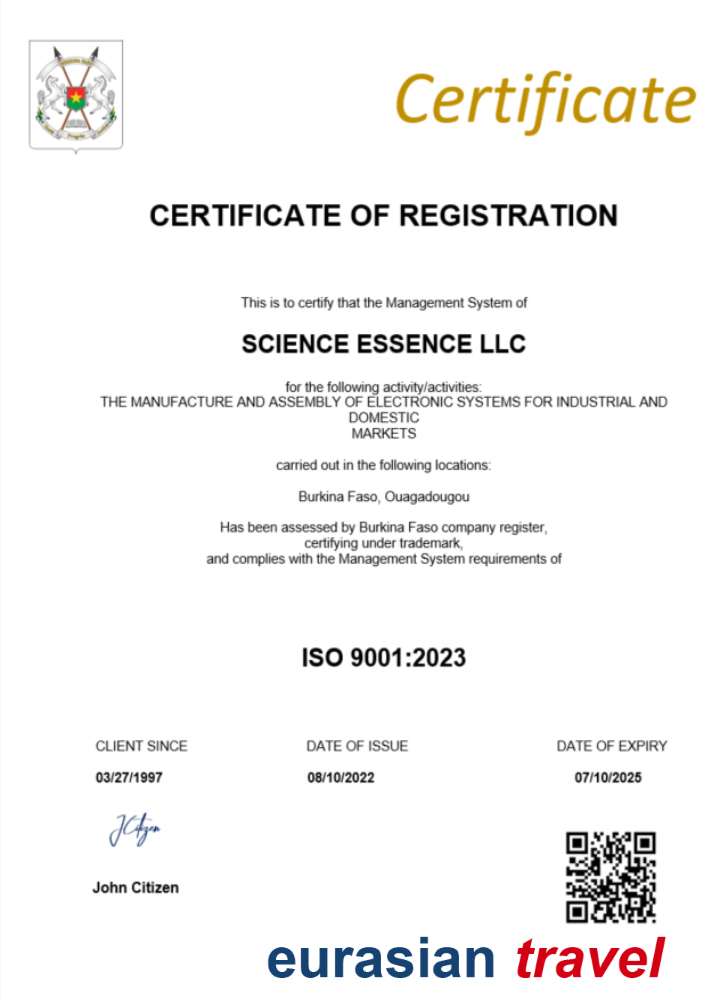 Certificate
CERTIFICATE OF REGISTRATION
This is to certify that the Management System of
SCIENCE ESSENCE LLC
for the following activity/activities:
THE MANUFACTURE AND ASSEMBLY OF ELECTRONIC SYSTEMS FOR INDUSTRIAL AND
DOMESTIC
MARKETS
carried out in the following locations:
Burkina Faso, Ouagadougou
Has been assessed by Burkina Faso company register,
certifying under trademark,
and complies with the Management System requirements of
ISO 9001:2023
CLIENT SINCE DATE OF ISSUE DATE OF EXPIRY
03/27/1997 08/10/2022 07/10/2025
JCitizen
John Citizen
eurasian travel